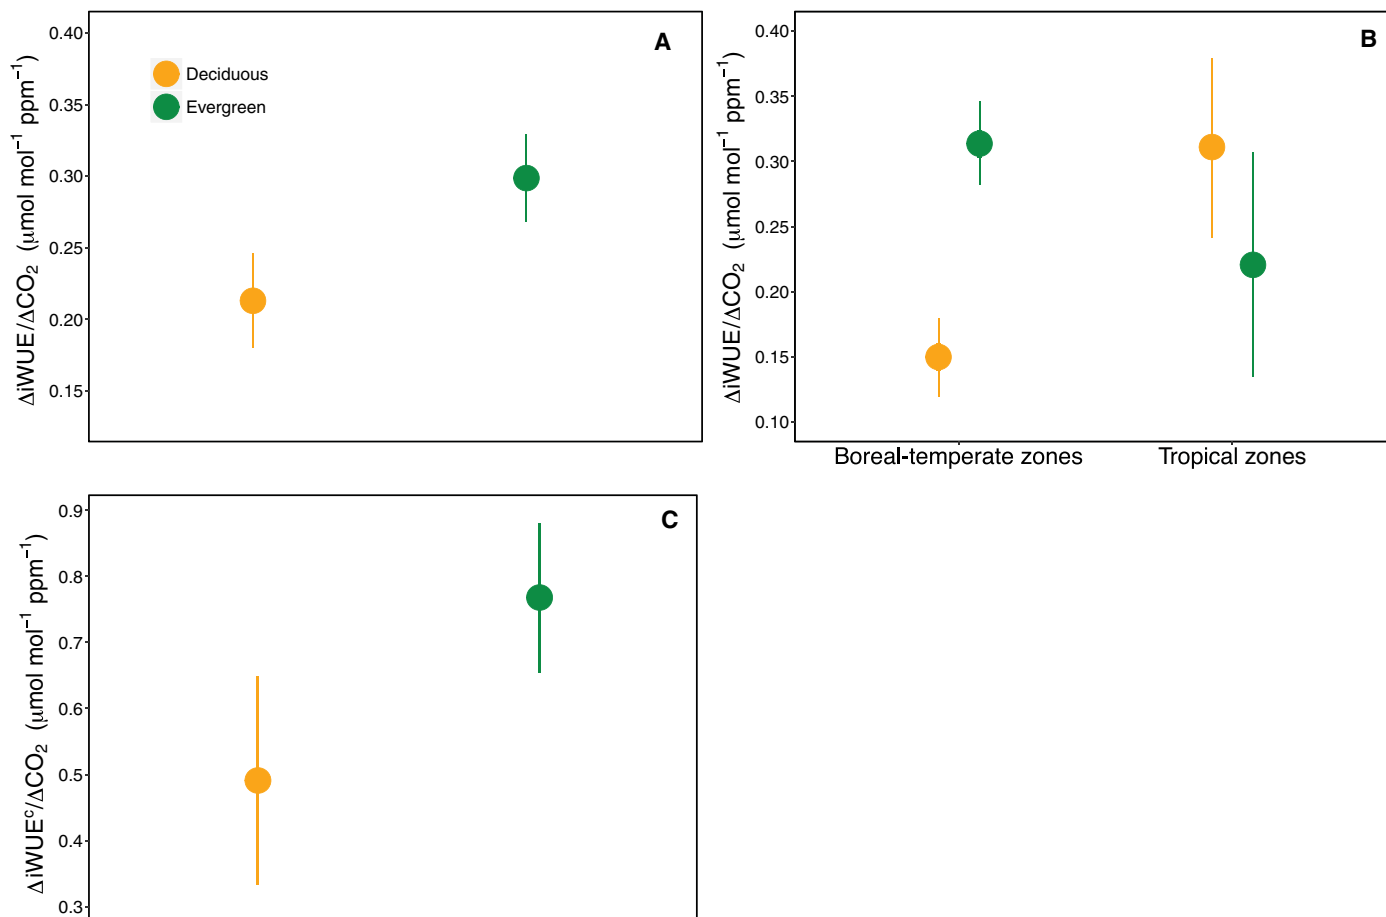 A
ΔiWUE/ΔCO₂ (μmol mol⁻¹ ppm⁻¹)
0.40
0.35
0.30
0.25
0.20
0.15
Deciduous
Evergreen
B
ΔiWUE/ΔCO₂ (μmol mol⁻¹ ppm⁻¹)
0.40
0.35
0.30
0.25
0.20
0.15
0.10
Boreal-temperate zones
Tropical zones
C
ΔiWUEᶜ/ΔCO₂ (μmol mol⁻¹ ppm⁻¹)
0.9
0.8
0.7
0.6
0.5
0.4
0.3